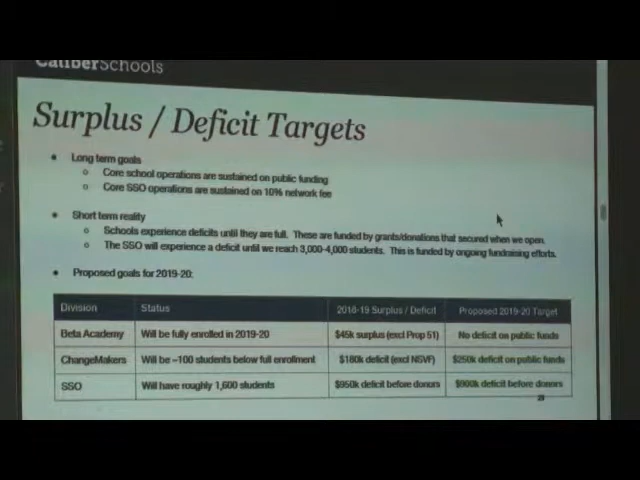 CaliberSchools
Surplus / Deficit Targets
Long term goals
Core school operations are sustained on public funding
Core SSO operations are sustained on 10% network fee
Short term reality
Schools experience deficits until they are full. These are funded by grants/donations that secured when we open.
The SSO will experience a deficit until we reach 3,000-4,000 students. This is funded by ongoing fundraising efforts.
Proposed goals for 2019-20:
Division Status 2018-19 Surplus / Deficit Proposed 2019-20 Target
Beta Academy Will be fully enrolled in 2019-20 $45k surplus (excl Prop 51) No deficit on public funds
ChangeMakers Will be ~100 students below full enrollment $180k deficit (excl NSVF) $250k deficit on public funds
SSO Will have roughly 1,600 students $950k deficit before donors $900k deficit before donors